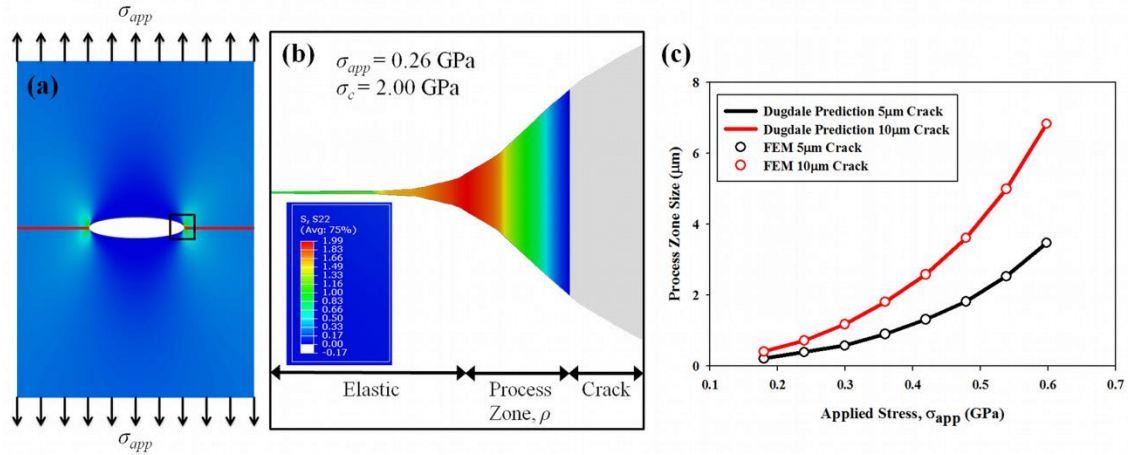 σapp
(a)
σapp
(b)
σapp = 0.26 GPa
σc = 2.00 GPa
S, S22
(Avg: 75%)
1.99
1.83
1.66
1.49
1.33
1.16
1.00
0.83
0.66
0.50
0.33
0.17
0.00
-0.17
Elastic
Process
Zone, ρ
Crack
(c)
Dugdale Prediction 5μm Crack
Dugdale Prediction 10μm Crack
FEM 5μm Crack
FEM 10μm Crack
Process Zone Size (μm)
8
6
4
2
0
0.1 0.2 0.3 0.4 0.5 0.6 0.7
Applied Stress, σapp (GPa)